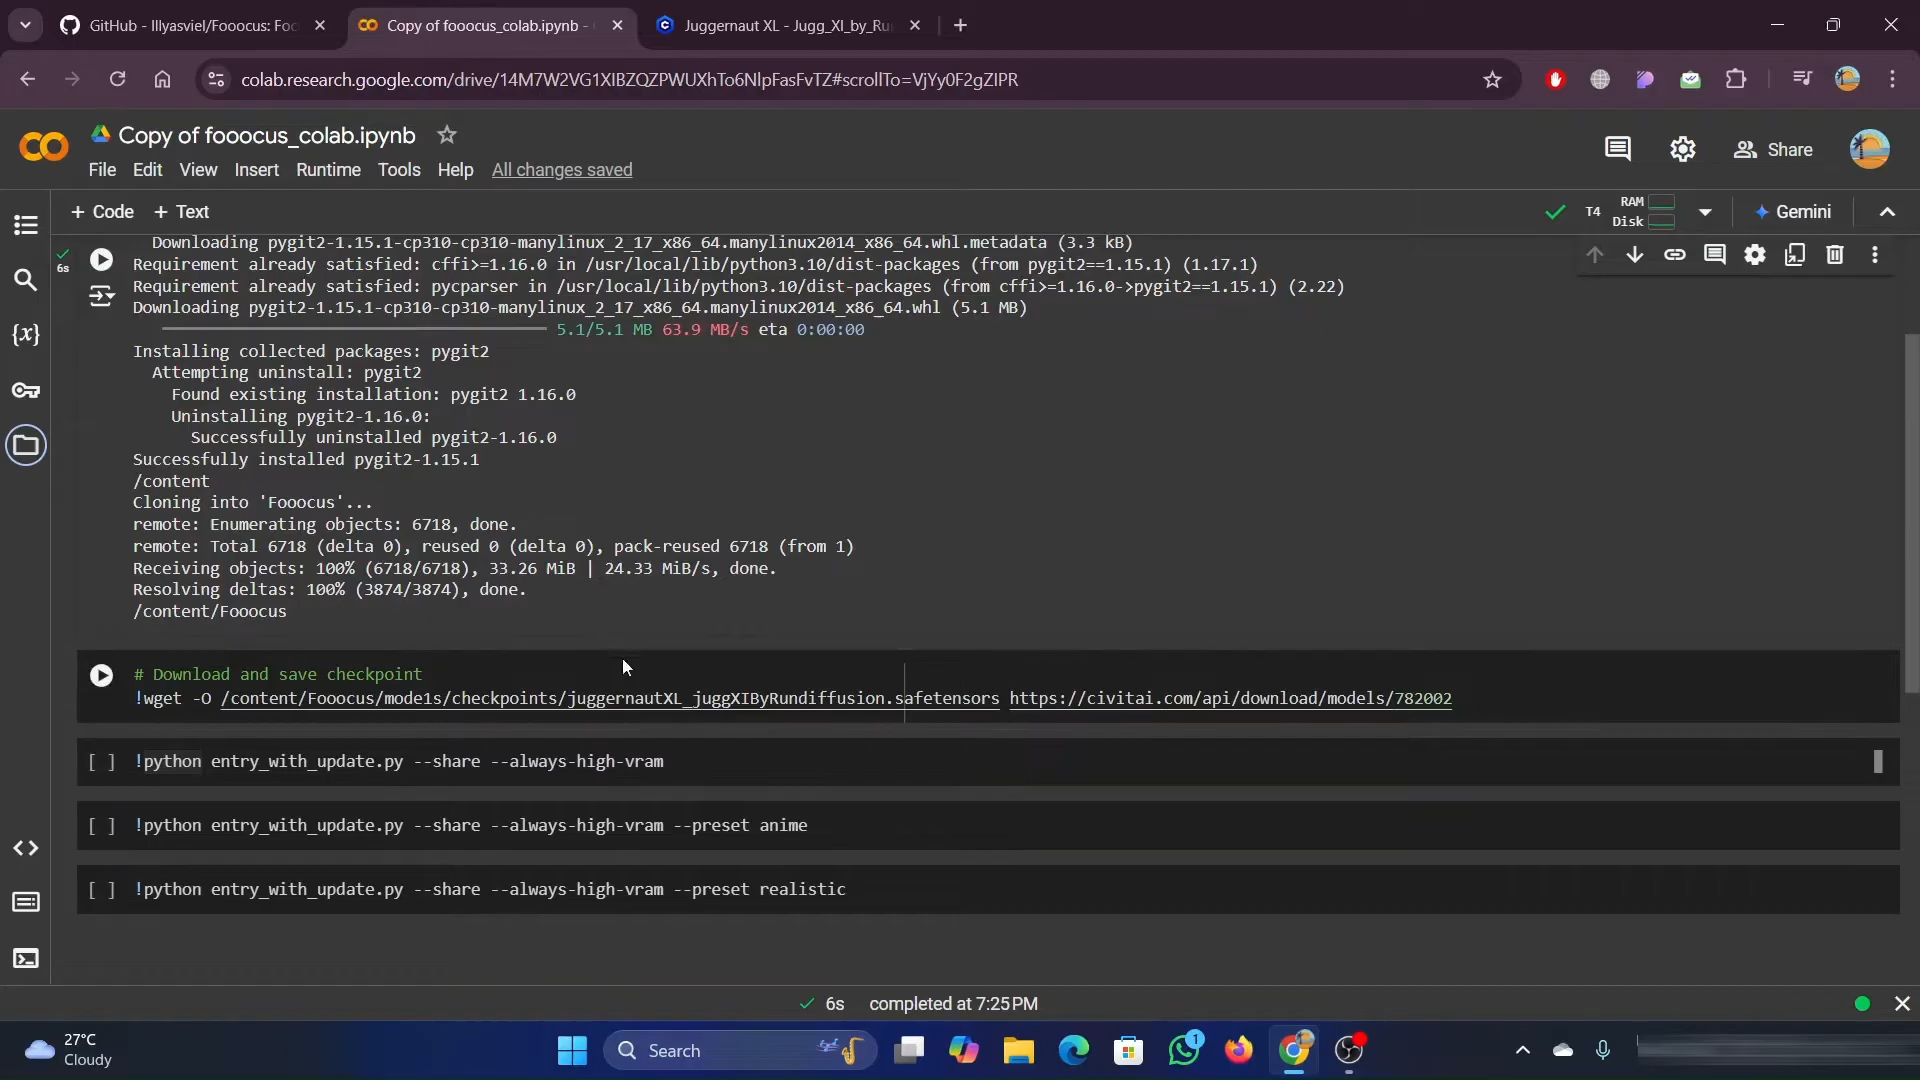 GitHub - lllyasviel/Fooocus: Foc
Copy of fooocus_colab.ipynb -
Juggernaut XL - Jugg_XI_by_Ru
colab.research.google.com/drive/14M7W2VG1XIBZQZPWUXhTo6NlpFasFvTZ#scrollTo=VjYy0F2gZIPR
Copy of fooocus_colab.ipynb
Share
File Edit View Insert Runtime Tools Help All changes saved
+ Code + Text
T4 RAM Disk
Gemini
Downloading pygit2-1.15.1-cp310-cp310-manylinux_2_17_x86_64.manylinux2014_x86_64.whl.metadata (3.3 kB)
6s
Requirement already satisfied: cffi>=1.16.0 in /usr/local/lib/python3.10/dist-packages (from pygit2==1.15.1) (1.17.1)
Requirement already satisfied: pycparser in /usr/local/lib/python3.10/dist-packages (from cffi>=1.16.0->pygit2==1.15.1) (2.22)
Downloading pygit2-1.15.1-cp310-cp310-manylinux_2_17_x86_64.manylinux2014_x86_64.whl (5.1 MB)
5.1/5.1 MB 63.9 MB/s eta 0:00:00
Installing collected packages: pygit2
Attempting uninstall: pygit2
Found existing installation: pygit2 1.16.0
Uninstalling pygit2-1.16.0:
Successfully uninstalled pygit2-1.16.0
Successfully installed pygit2-1.15.1
/content
Cloning into 'Fooocus'...
remote: Enumerating objects: 6718, done.
remote: Total 6718 (delta 0), reused 0 (delta 0), pack-reused 6718 (from 1)
Receiving objects: 100% (6718/6718), 33.26 MiB | 24.33 MiB/s, done.
Resolving deltas: 100% (3874/3874), done.
/content/Fooocus
# Download and save checkpoint
!wget -O /content/Fooocus/mode1s/checkpoints/juggernautXL_juggXIByRundiffusion.safetensors https://civitai.com/api/download/models/782002
[ ] !python entry_with_update.py --share --always-high-vram
[ ] !python entry_with_update.py --share --always-high-vram --preset anime
[ ] !python entry_with_update.py --share --always-high-vram --preset realistic
6s completed at 7:25 PM
27°C
Cloudy
Search
1